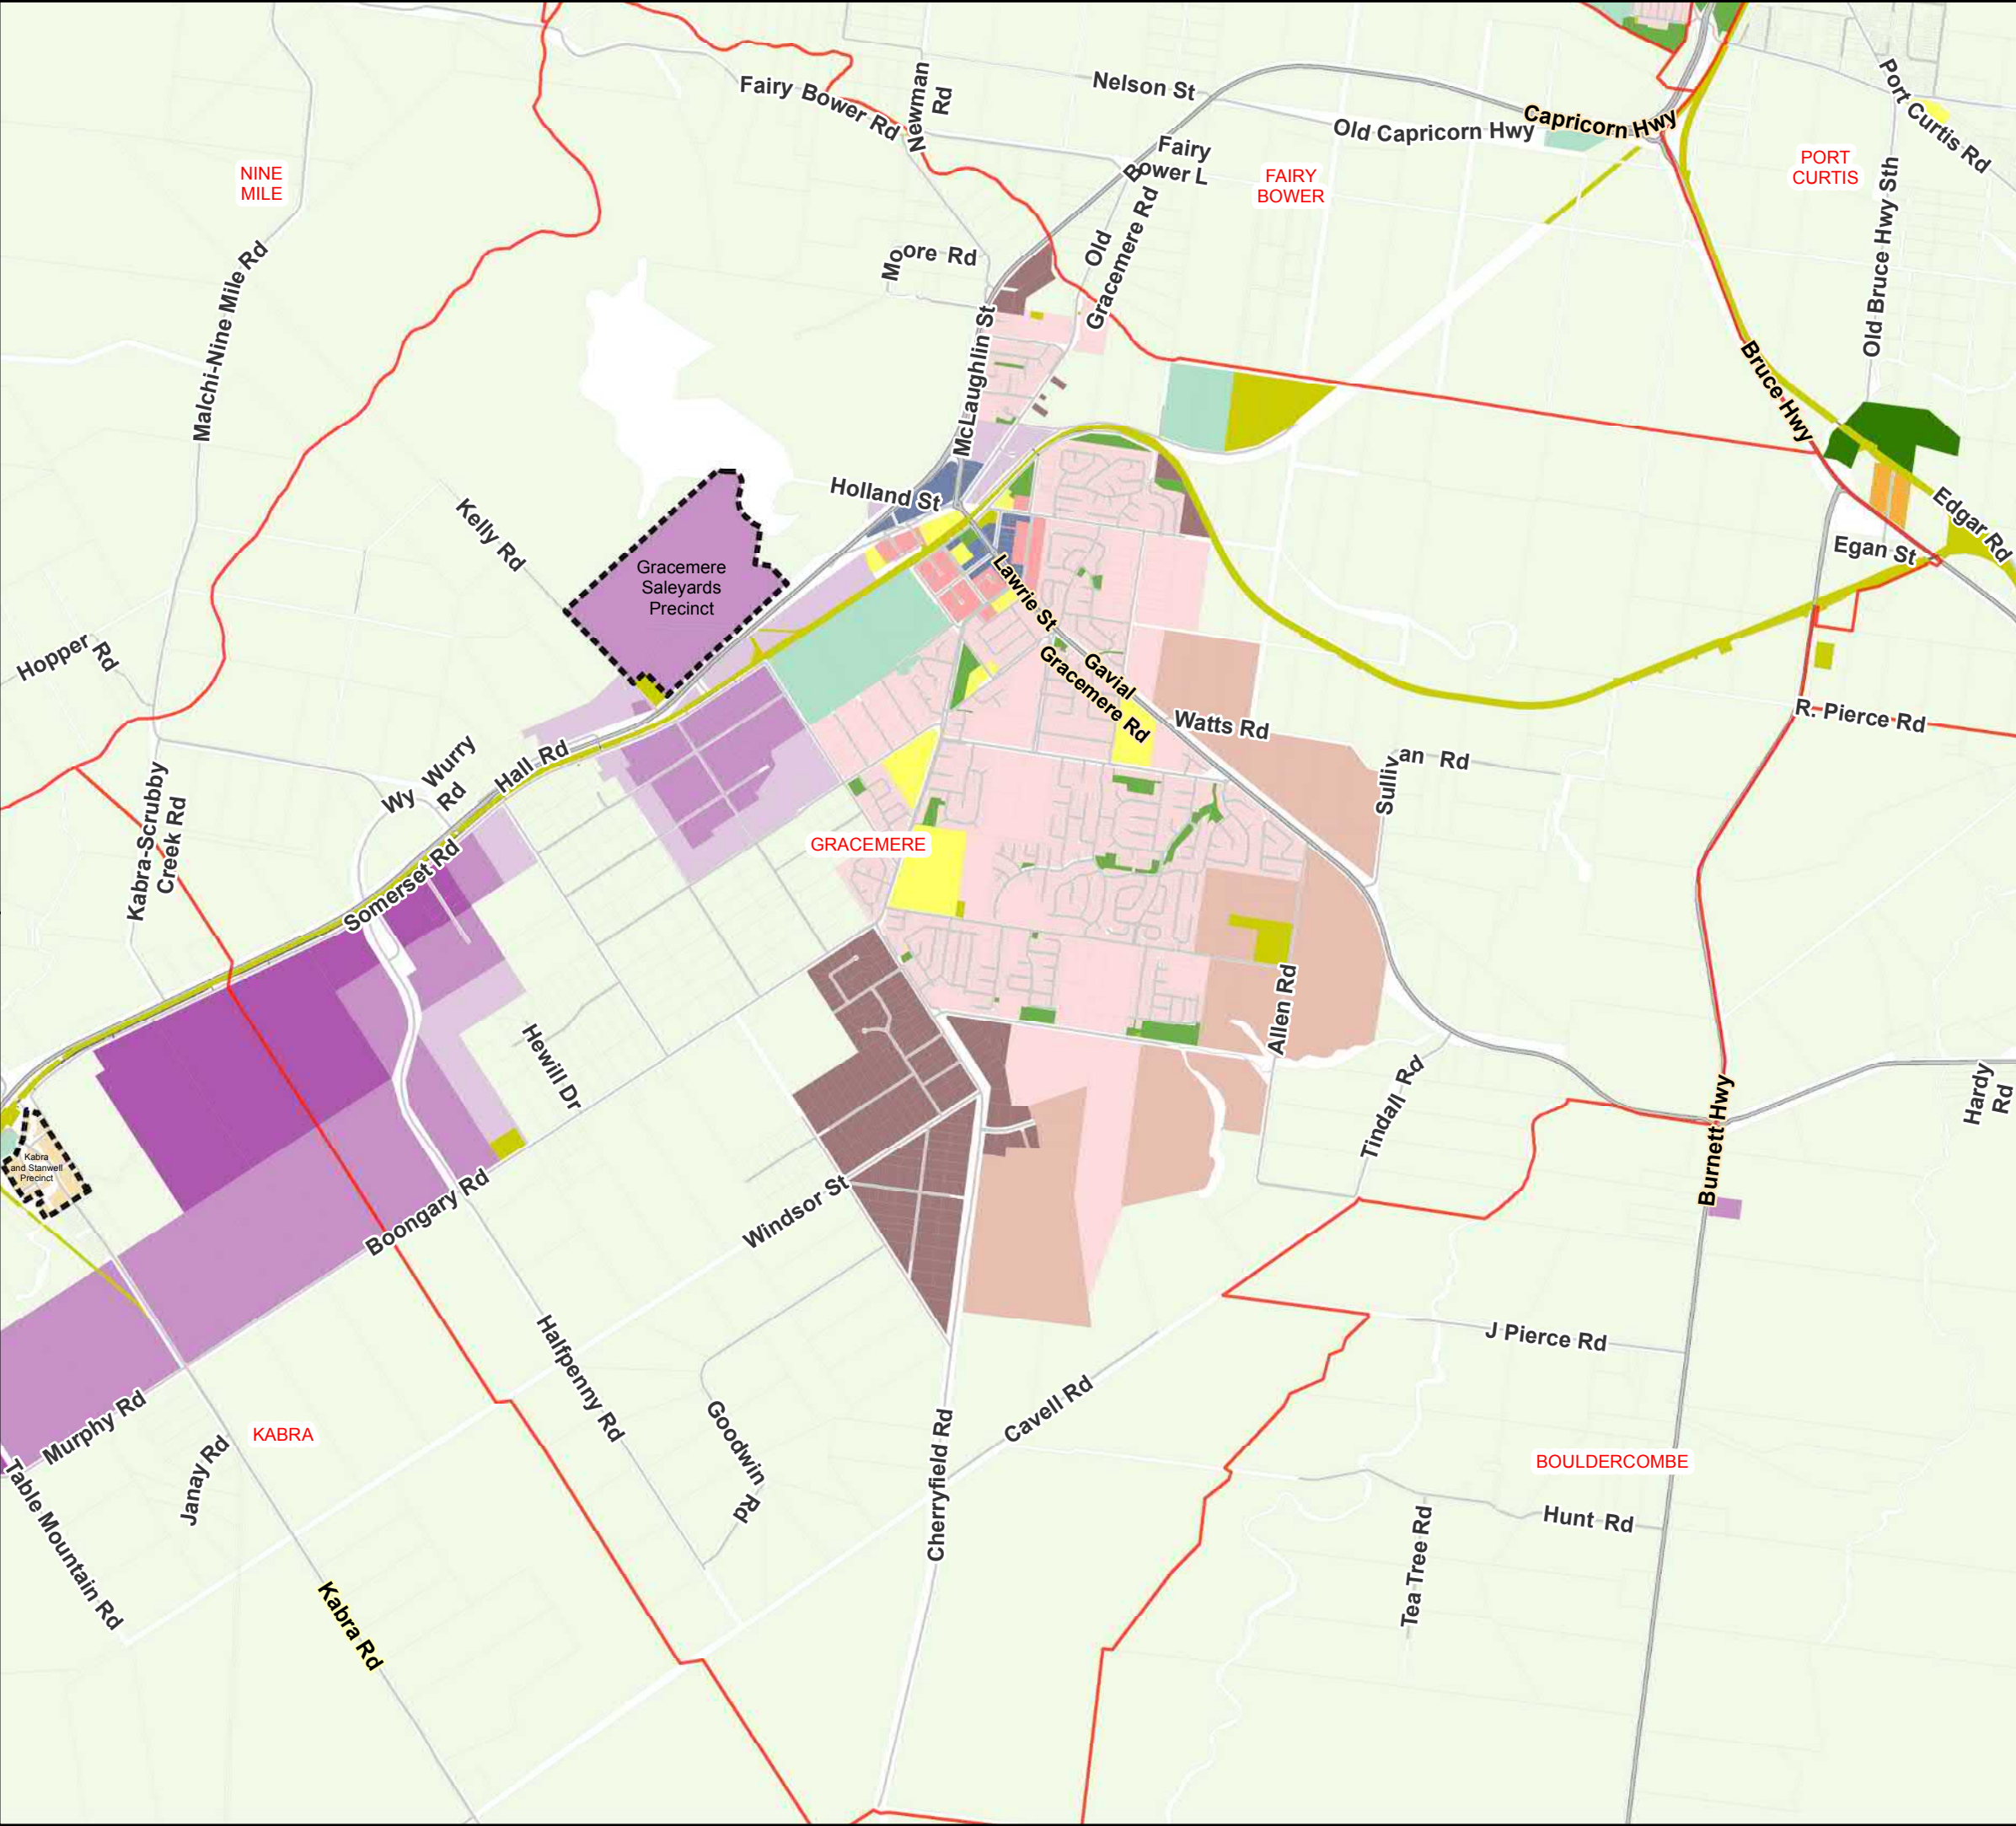 Port Curtis Rd
Newman
Rd
Fairy Bower Rd
Nelson St
Capricorn Hwy
Old Capricorn Hwy
Fairy
Bower L
NINE
MILE
FAIRY
BOWER
PORT
CURTIS
Old Bruce Hwy Sth
Old
Gracemere Rd
Moore Rd
Malchi-Nine Mile Rd
McLaughlin St
Bruce Hwy
Holland St
Kelly Rd
Gracemere
Saleyards
Precinct
Edgar Rd
Egan St
Lawrie St
Hopper
Rd
Gavial
Gracemere Rd
Watts Rd
R. Pierce Rd
Sullivan Rd
Wy Wurry
Rd
Hall Rd
Kabra-Scrubby
Creek Rd
Somerset Rd
GRACEMERE
Allen Rd
Hewill Dr
Tindall Rd
Hardy
Rd
Burnett Hwy
Kabra
and Stanwell
Precinct
Boongary Rd
Windsor St
J Pierce Rd
Halfpenny Rd
Murphy Rd
Goodwin
Rd
Cavell Rd
KABRA
Janay Rd
Table Mountain Rd
Cherryfield Rd
BOULDERCOMBE
Hunt Rd
Tea Tree Rd
Kabra Rd